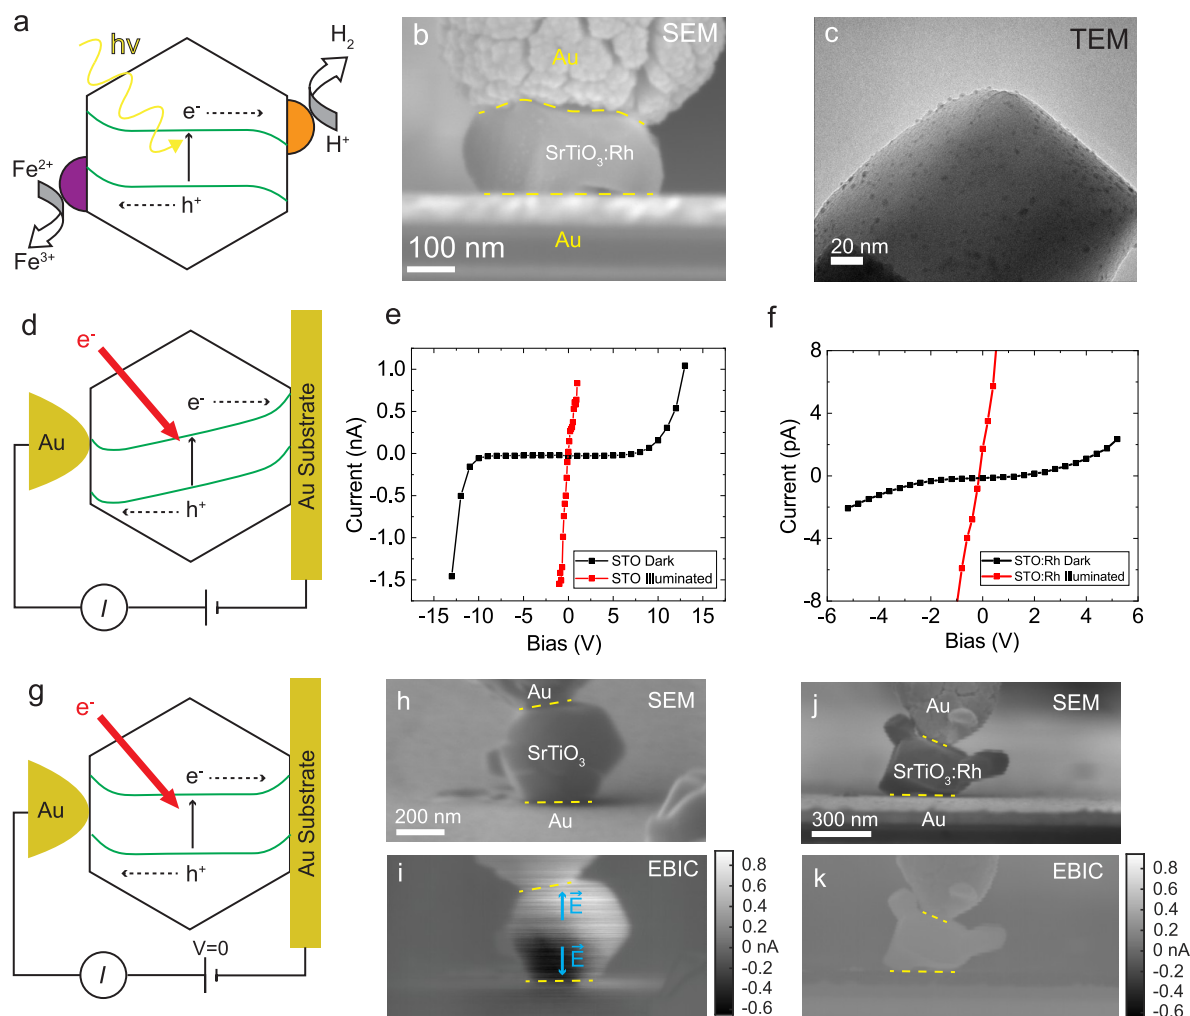 a
hν
H₂
e⁻
H⁺
Fe²⁺
h⁺
Fe³⁺
b
SEM
Au
SrTiO₃:Rh
Au
100 nm
c
TEM
20 nm
d
e⁻
e⁻
Au
Au Substrate
h⁺
I
e
Current (nA)
1.0
0.5
0.0
-0.5
-1.0
-1.5
STO Dark
STO Illuminated
-15 -10 -5 0 5 10 15
Bias (V)
f
Current (pA)
8
4
0
-4
-8
STO:Rh Dark
STO:Rh Illuminated
-6 -4 -2 0 2 4 6
Bias (V)
g
e⁻
e⁻
Au
Au Substrate
h⁺
V=0
I
h
SEM
Au
SrTiO₃
200 nm
Au
i
EBIC
E⃗
E⃗
0.8
0.6
0.4
0.2
0 nA
-0.2
-0.4
-0.6
j
SEM
Au
SrTiO₃:Rh
300 nm
Au
k
EBIC
0.8
0.6
0.4
0.2
0 nA
-0.2
-0.4
-0.6